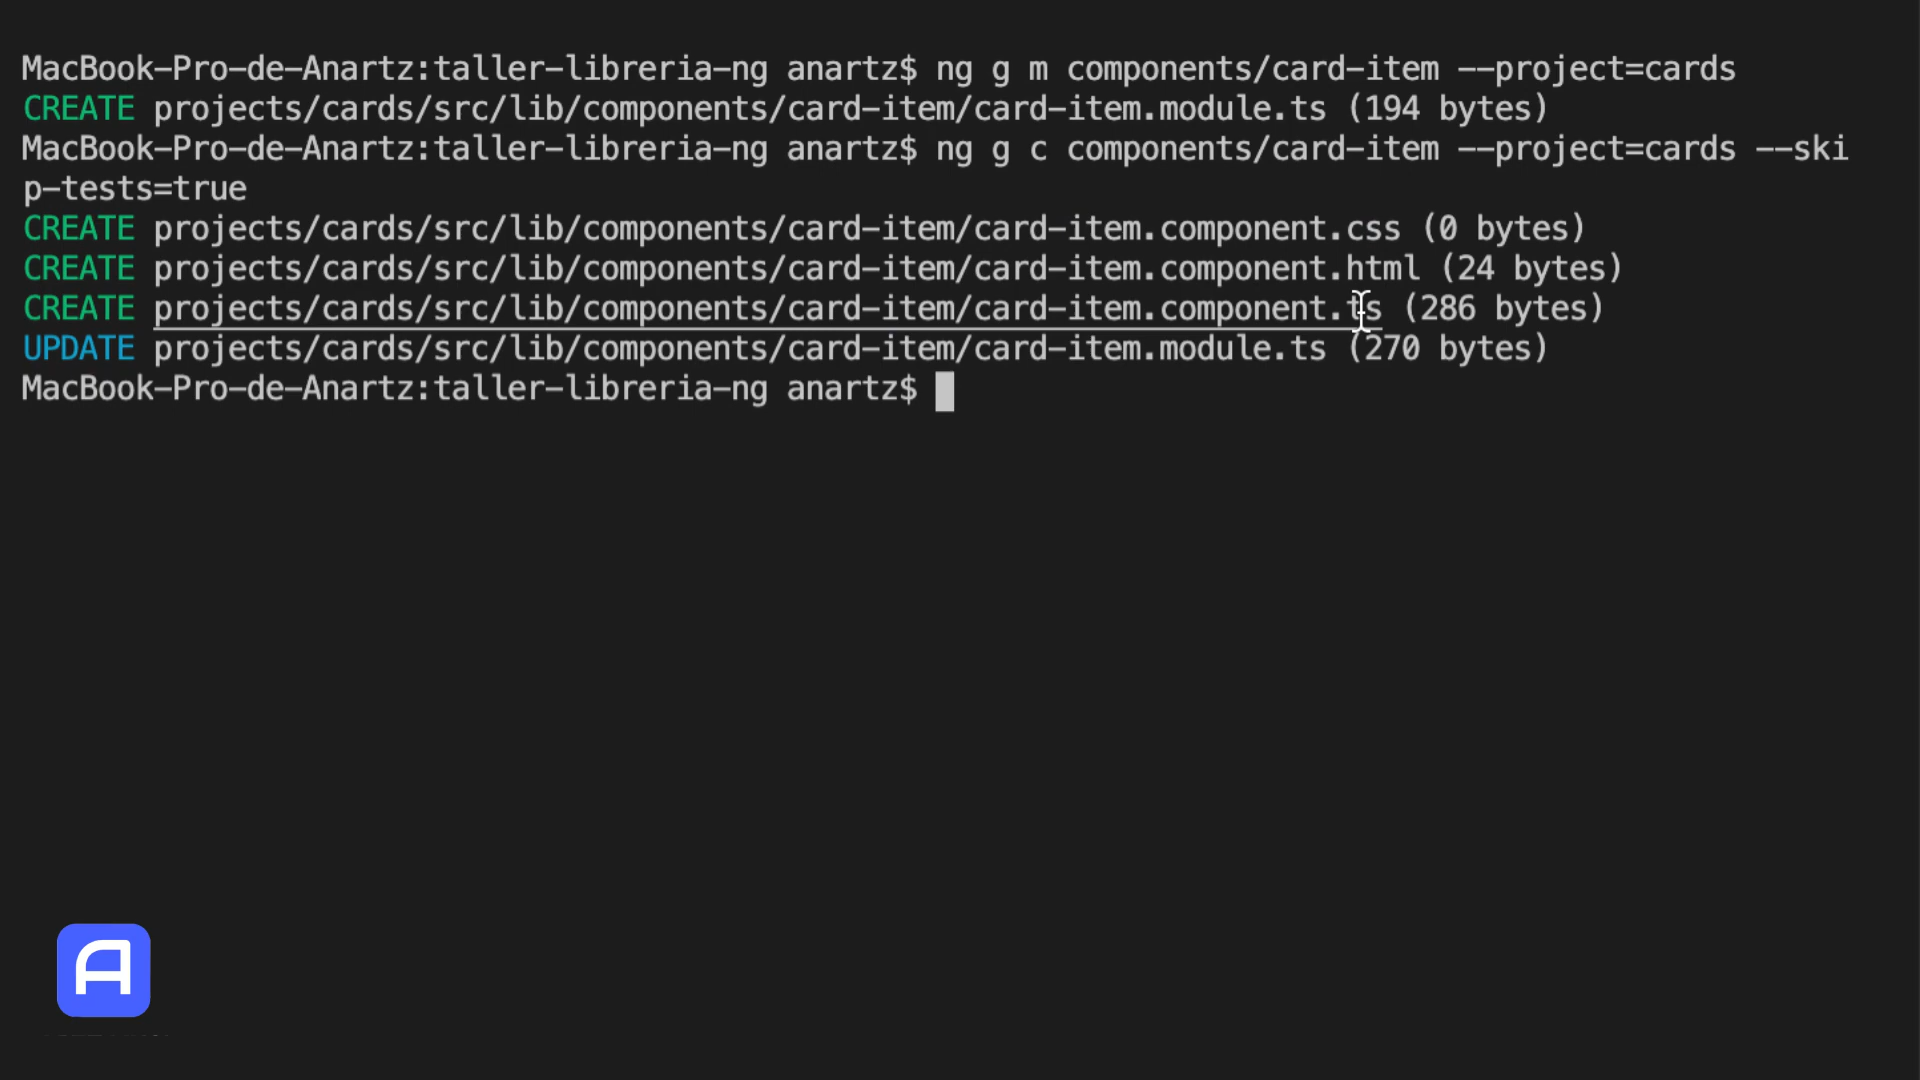 MacBook-Pro-de-Anartz:taller-libreria-ng anartz$ ng g m components/card-item --project=cards
CREATE projects/cards/src/lib/components/card-item/card-item.module.ts (194 bytes)
MacBook-Pro-de-Anartz:taller-libreria-ng anartz$ ng g c components/card-item --project=cards --ski
p-tests=true
CREATE projects/cards/src/lib/components/card-item/card-item.component.css (0 bytes)
CREATE projects/cards/src/lib/components/card-item/card-item.component.html (24 bytes)
CREATE projects/cards/src/lib/components/card-item/card-item.component.ts (286 bytes)
UPDATE projects/cards/src/lib/components/card-item/card-item.module.ts (270 bytes)
MacBook-Pro-de-Anartz:taller-libreria-ng anartz$
A